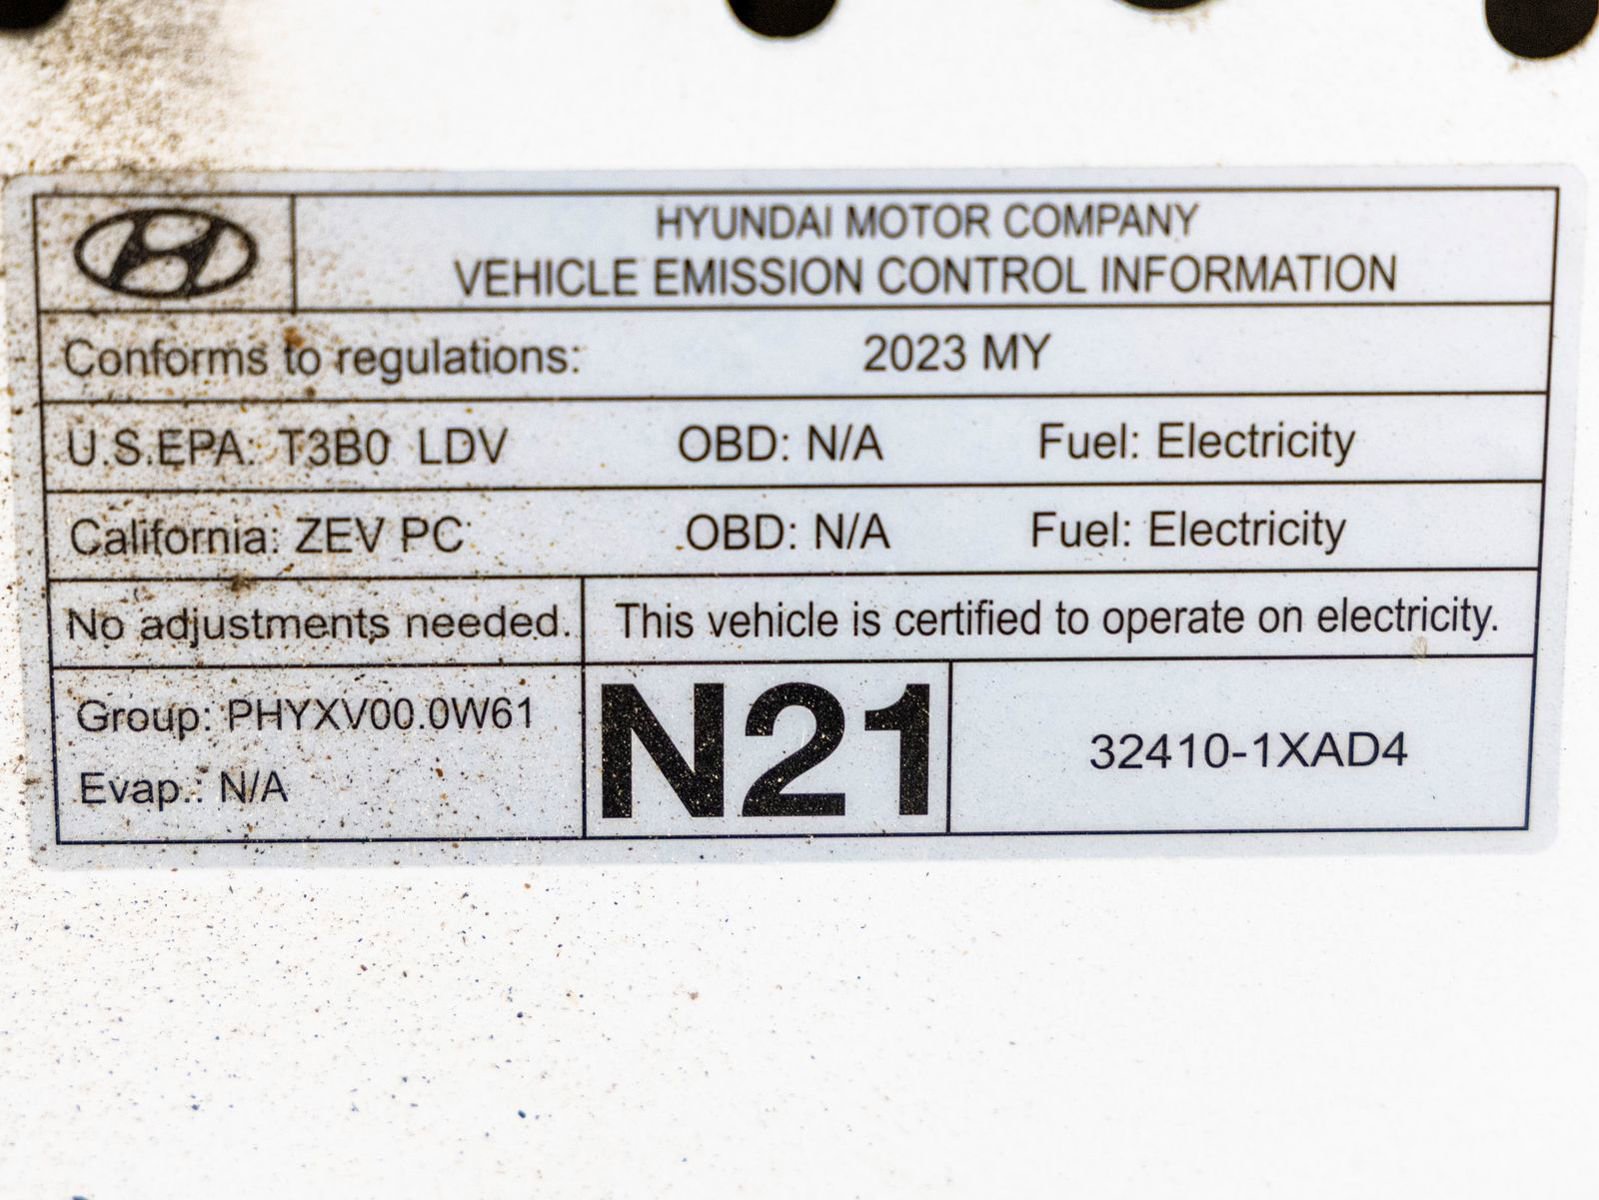 HYUNDAI MOTOR COMPANY
VEHICLE EMISSION CONTROL INFORMATION
Conforms to regulations: 2023 MY
U.S.EPA: T3B0 LDV OBD: N/A Fuel: Electricity
California: ZEV PC OBD: N/A Fuel: Electricity
No adjustments needed. This vehicle is certified to operate on electricity.
Group: PHYXV00.0W61
Evap.: N/A
N21
32410-1XAD4